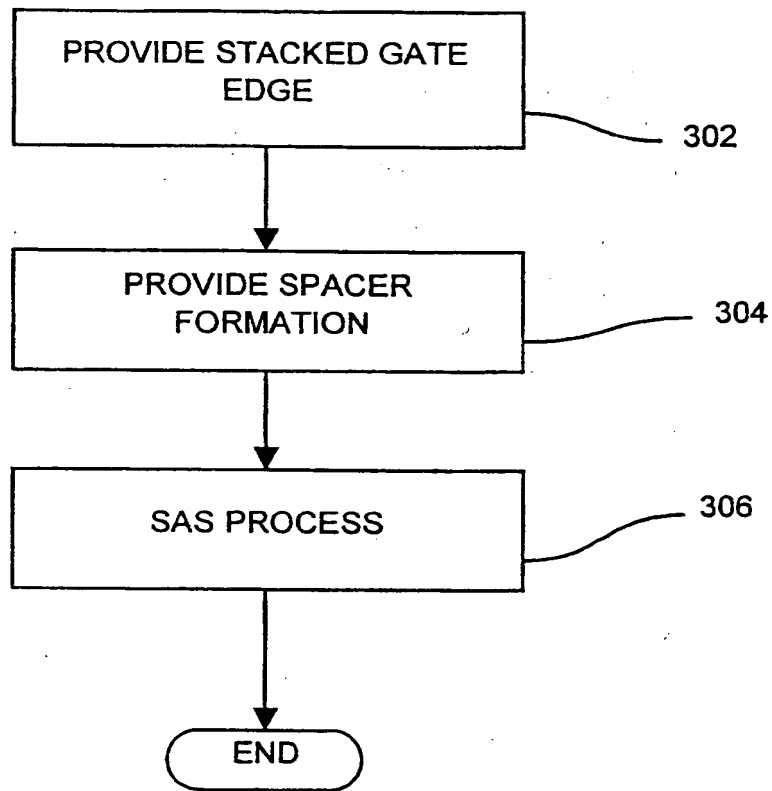 PROVIDE STACKED GATE
EDGE
302
PROVIDE SPACER
FORMATION
304
SAS PROCESS
306
END